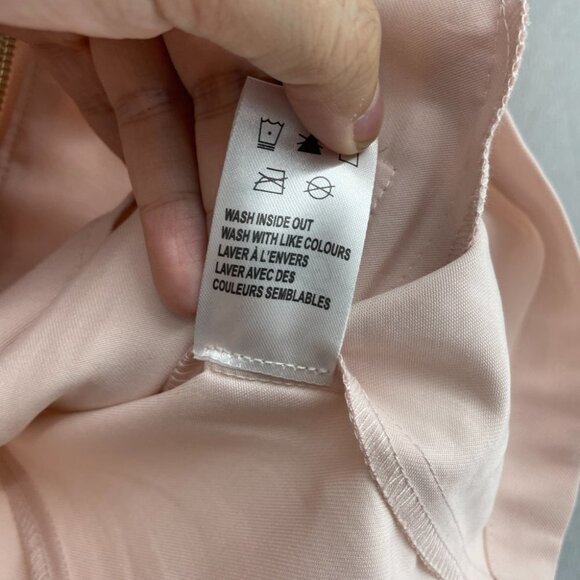 WASH INSIDE OUT
WASH WITH LIKE COLOURS
LAVER À L'ENVERS
LAVER AVEC DES
COULEURS SEMBLABLES